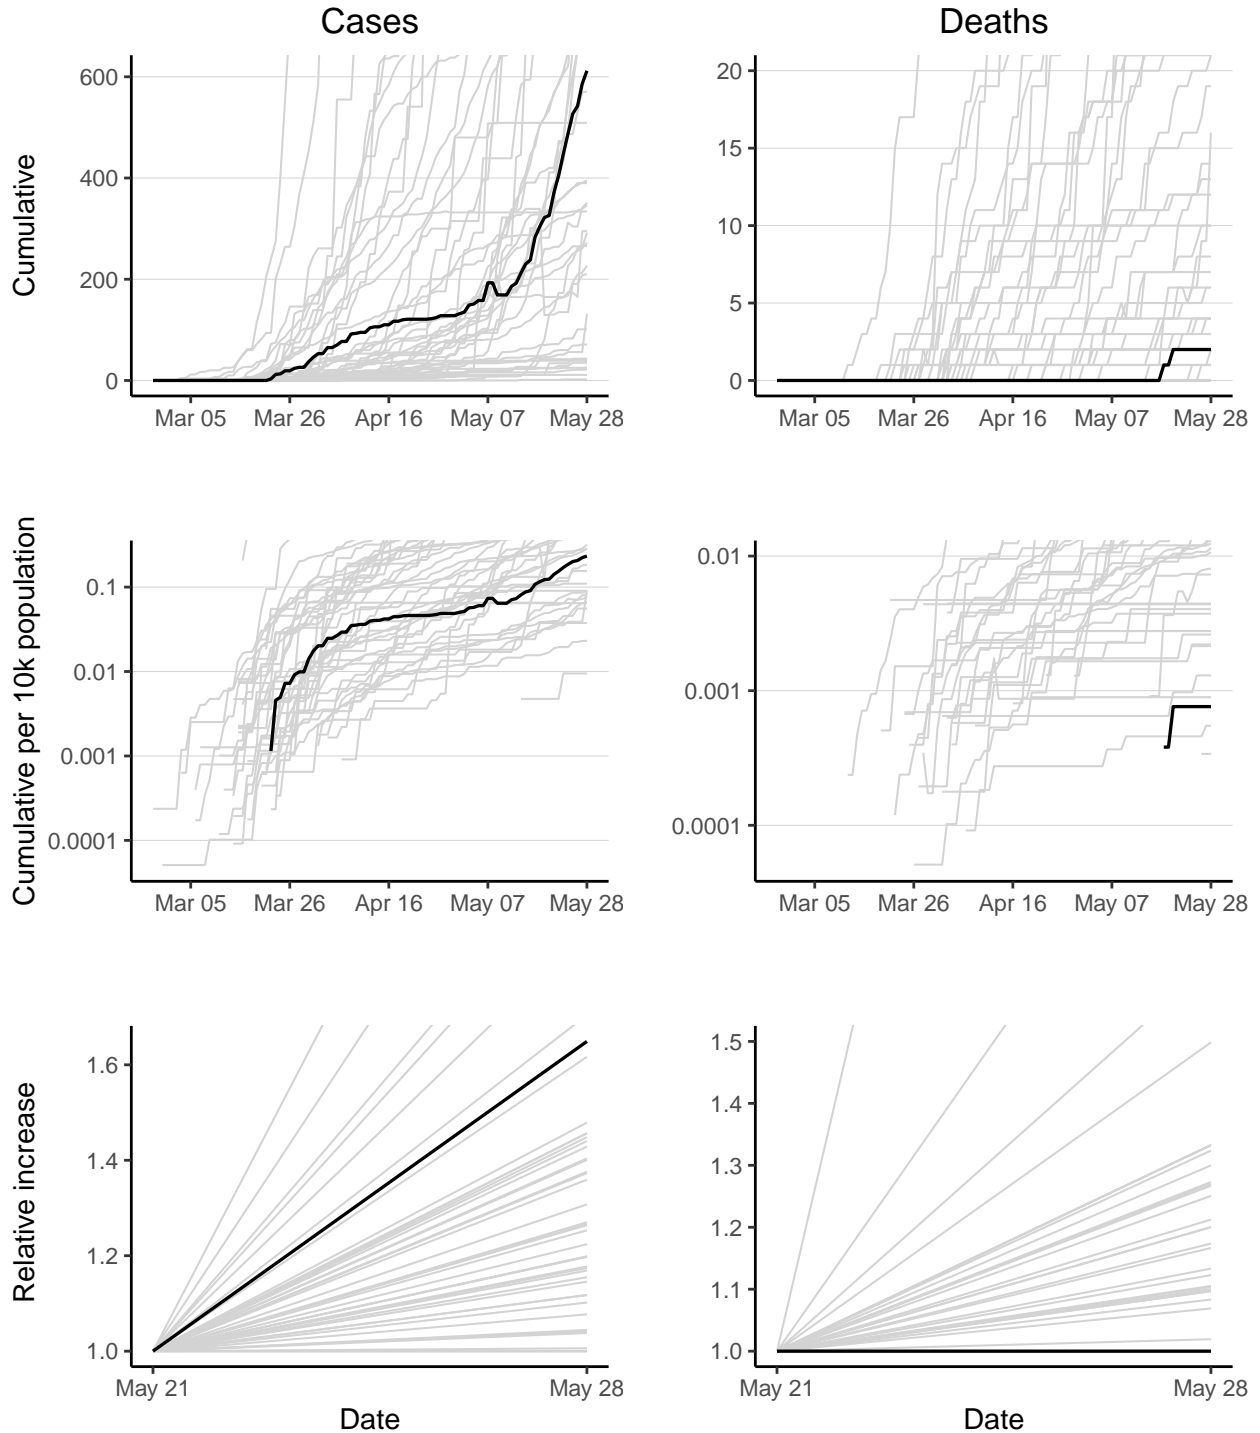 Cases
Deaths
Cumulative
600
400
200
0
Mar 05 Mar 26 Apr 16 May 07 May 28
20
15
10
5
0
Mar 05 Mar 26 Apr 16 May 07 May 28
Cumulative per 10k population
0.1
0.01
0.001
0.0001
Mar 05 Mar 26 Apr 16 May 07 May 28
0.01
0.001
0.0001
Mar 05 Mar 26 Apr 16 May 07 May 28
Relative increase
1.6
1.4
1.2
1.0
May 21 May 28
Date
1.5
1.4
1.3
1.2
1.1
1.0
May 21 May 28
Date